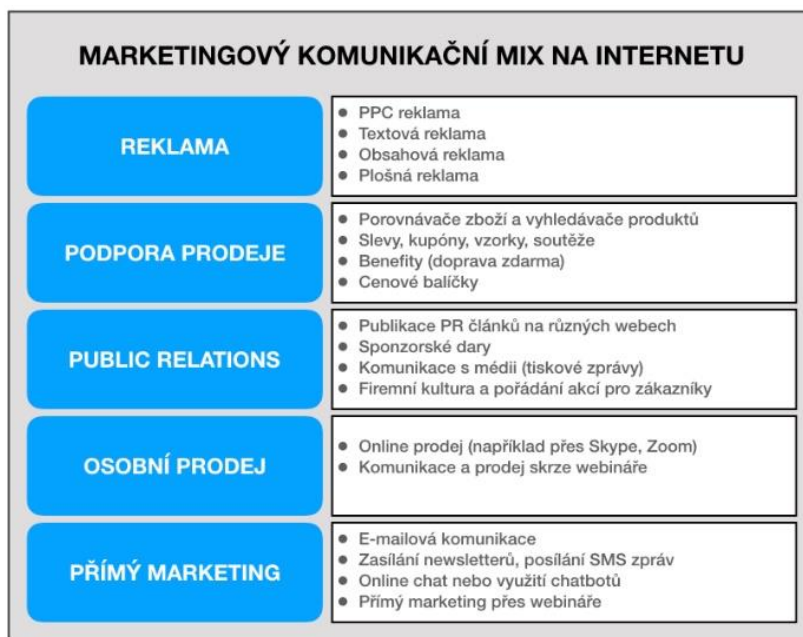 MARKETINGOVÝ KOMUNIKAČNÍ MIX NA INTERNETU
REKLAMA
● PPC reklama
● Textová reklama
● Obsahová reklama
● Plošná reklama
PODPORA PRODEJE
● Porovnávače zboží a vyhledávače produktů
● Slevy, kupóny, vzorky, soutěže
● Benefity (doprava zdarma)
● Cenové balíčky
PUBLIC RELATIONS
● Publikace PR článků na různých webech
● Sponzorské dary
● Komunikace s médii (tiskové zprávy)
● Firemní kultura a pořádání akcí pro zákazníky
OSOBNÍ PRODEJ
● Online prodej (například přes Skype, Zoom)
● Komunikace a prodej skrze webináře
PŘÍMÝ MARKETING
● E-mailová komunikace
● Zasílání newsletterů, posílání SMS zpráv
● Online chat nebo využití chatbotů
● Přímý marketing přes webináře